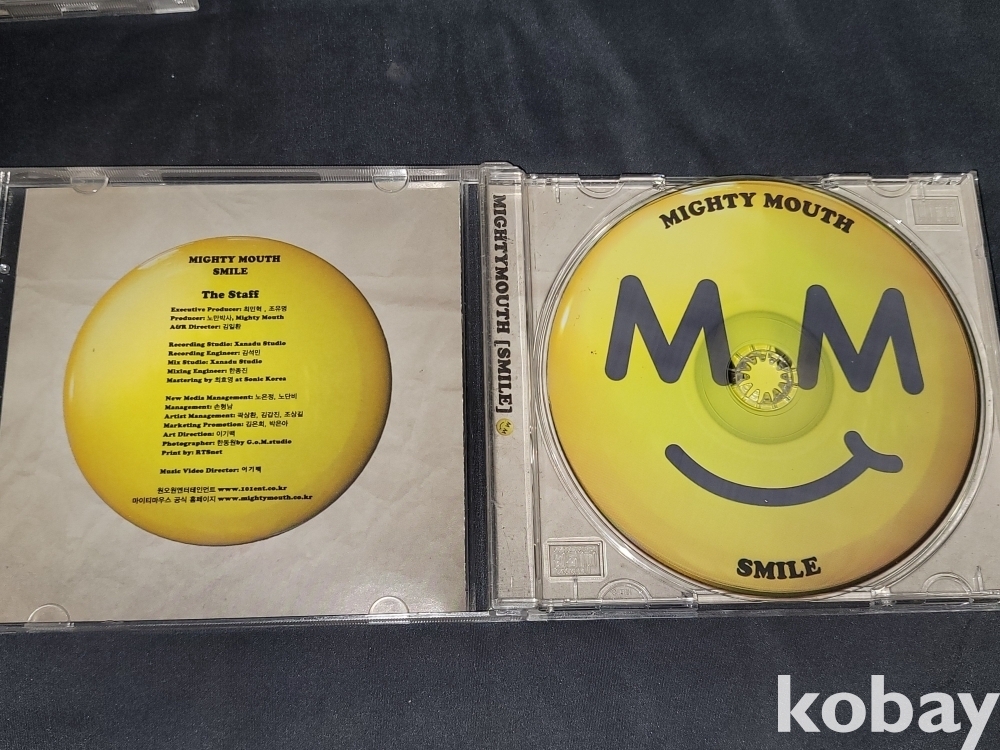 MIGHTY MOUTH
SMILE
The Staff
Executive Producer: 최인혁, 조유명
Producer: 노안박사, Mighty Mouth
A&R Director: 김일환
Recording Studio: Xanadu Studio
Recording Engineer: 김석민
Mix Studio: Xanadu Studio
Mixing Engineer: 한종진
Mastering by 최효영 at Sonic Korea
New Media Management: 노은정, 노단비
Management: 손형남
Artist Management: 곽상환, 김갑진, 조상길
Marketing Promotion: 김은희, 박은아
Art Direction: 이기백
Photographer: 한동원by G.o.M.studio
Print by: RTSnet
Music Video Director: 이기백
원오원엔터테인먼트 www.101ent.co.kr
마이티마우스 공식 홈페이지 www.mightymouth.co.kr
MIGHTYMOUTH [SMILE]
MIGHTY MOUTH
MM
SMILE
kobay